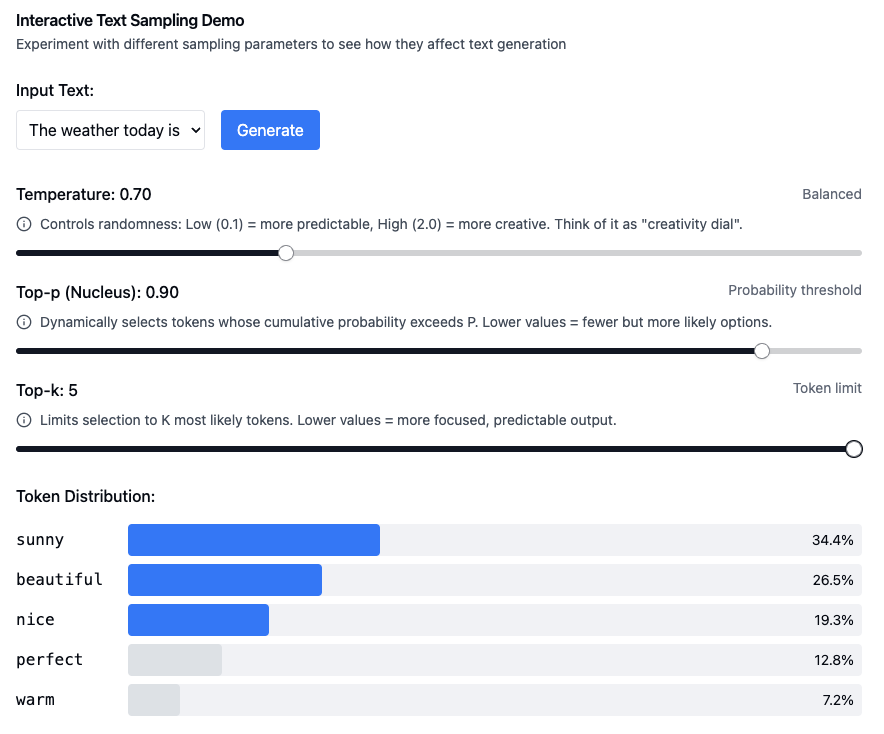 Interactive Text Sampling Demo
Experiment with different sampling parameters to see how they affect text generation
Input Text:
The weather today is
Generate
Temperature: 0.70
Balanced
Controls randomness: Low (0.1) = more predictable, High (2.0) = more creative. Think of it as "creativity dial".
Top-p (Nucleus): 0.90
Probability threshold
Dynamically selects tokens whose cumulative probability exceeds P. Lower values = fewer but more likely options.
Top-k: 5
Token limit
Limits selection to K most likely tokens. Lower values = more focused, predictable output.
Token Distribution:
sunny 34.4%
beautiful 26.5%
nice 19.3%
perfect 12.8%
warm 7.2%